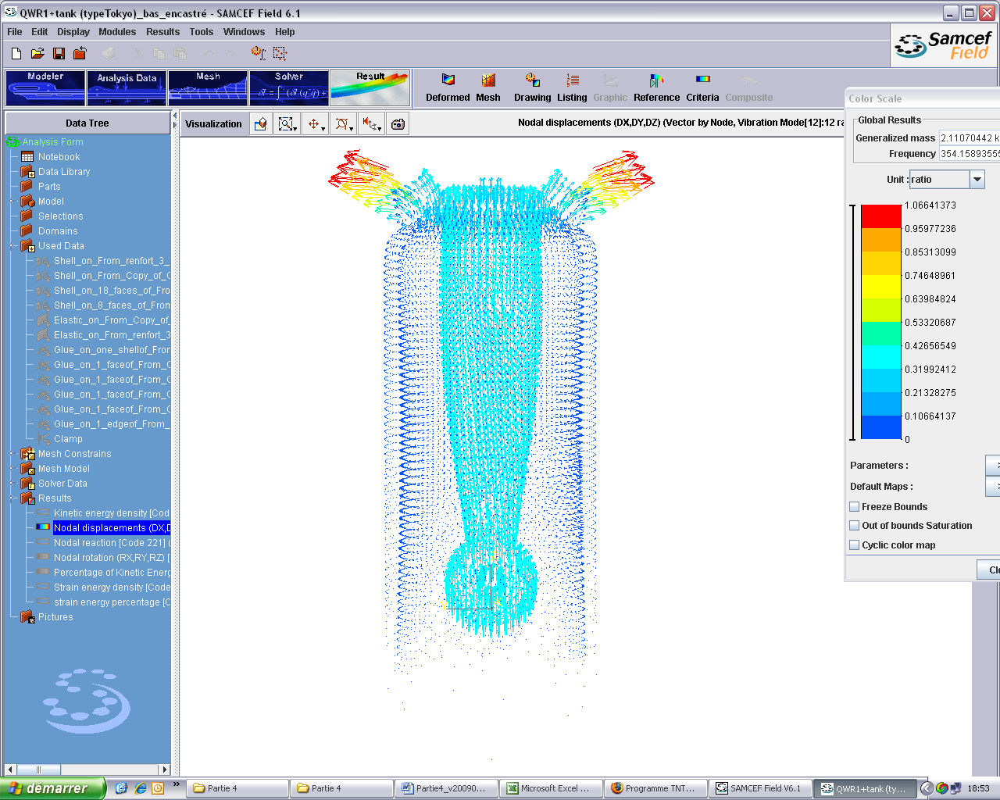 QWR1+tank (typeTokyo)_bas_encastré - SAMCEF Field 6.1
File Edit Display Modules Results Tools Windows Help
Samcef Field
Modeler Analysis Data Mesh Solver Result
Deformed Mesh Drawing Listing Graphic Reference Criteria Composite
Data Tree
Visualization
Nodal displacements (DX,DY,DZ) (Vector by Node, Vibration Mode[12]:12 ra
Analysis Form
Notebook
Data Library
Parts
Model
Selections
Domains
Used Data
Shell_on_From_renfort_3_
Shell_on_From_Copy_of_C
Shell_on_18_faces_of_Fro
Shell_on_8_faces_of_From
Elastic_on_From_Copy_of_
Elastic_on_From_renfort_3
Glue_on_one_shellof_Fror
Glue_on_1_faceof_From_C
Glue_on_1_faceof_From_C
Glue_on_1_faceof_From_C
Glue_on_1_faceof_From_C
Glue_on_1_edgeof_From_
Clamp
Mesh Constrains
Mesh Model
Solver Data
Results
Kinetic energy density [Cod
Nodal displacements (DX,D
Nodal reaction [Code 221] (
Nodal rotation (RX,RY,RZ) [
Percentage of Kinetic Energ
Strain energy density [Code
strain energy percentage [C
Pictures
Color Scale
Global Results
Generalized mass 2.11070442 k
Frequency 354.15893555
Unit : ratio
1.06641373
0.95977236
0.85313099
0.74648961
0.63984824
0.53320687
0.42656549
0.31992412
0.21328275
0.10664137
0
Parameters :
Default Maps :
Freeze Bounds
Out of bounds Saturation
Cyclic color map
Clo
démarrer
Partie 4
Partie 4
Partie4_v20090...
Microsoft Excel ...
Programme TNT...
SAMCEF Field V6.1
QWR1+tank (ty...
18:53